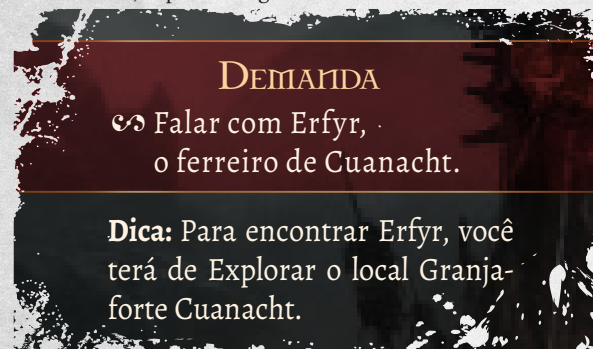 Demanda
Falar com Erfyr,
o ferreiro de Cuanacht.
Dica: Para encontrar Erfyr, você
terá de Explorar o local Granja-
forte Cuanacht.